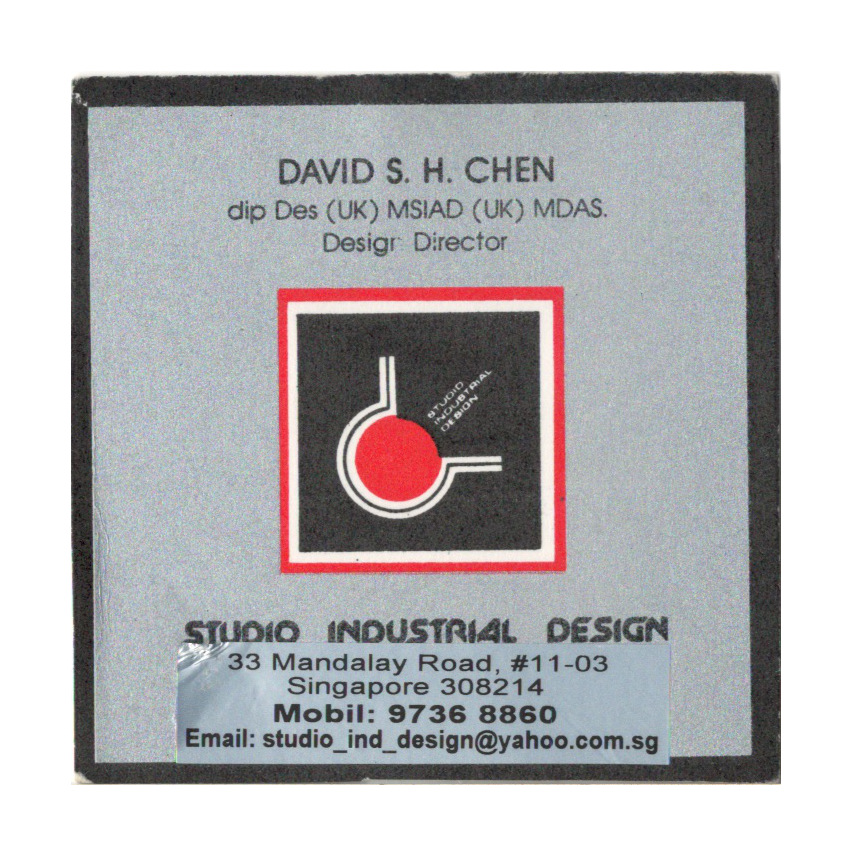 DAVID S. H. CHEN
dip Des (UK) MSIAD (UK) MDAS.
Design Director
STUDIO
INDUSTRIAL
DESIGN
STUDIO INDUSTRIAL DESIGN
33 Mandalay Road, #11-03
Singapore 308214
Mobil: 9736 8860
Email: studio_ind_design@yahoo.com.sg